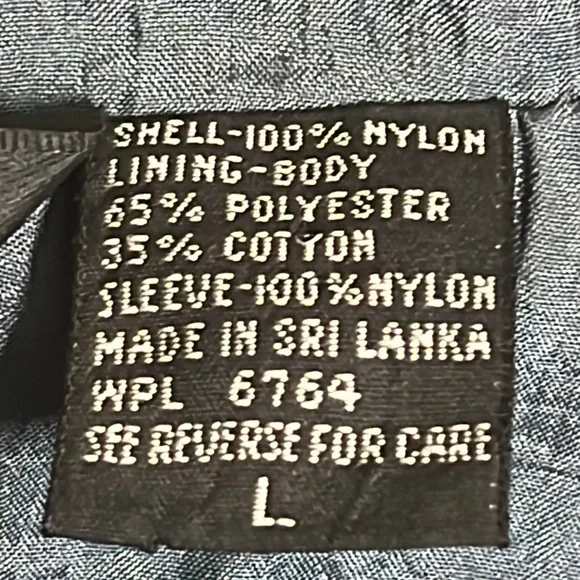 SHELL-100% NYLON
LINING-BODY
65% POLYESTER
35% COTTON
SLEEVE-100% NYLON
MADE IN SRI LANKA
WPL 6764
SEE REVERSE FOR CARE
L